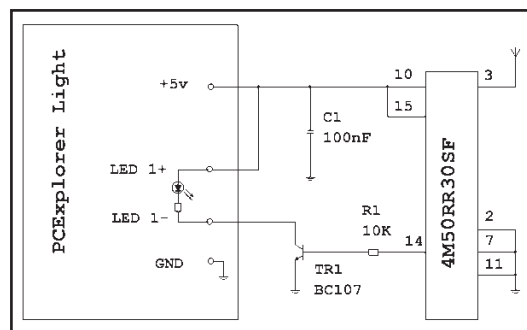 PCExplorer Light
+5v
LED 1+
LED 1-
GND
C1
100nF
R1
10K
TR1
BC107
10
15
14
3
2
7
11
4M50RR30SF